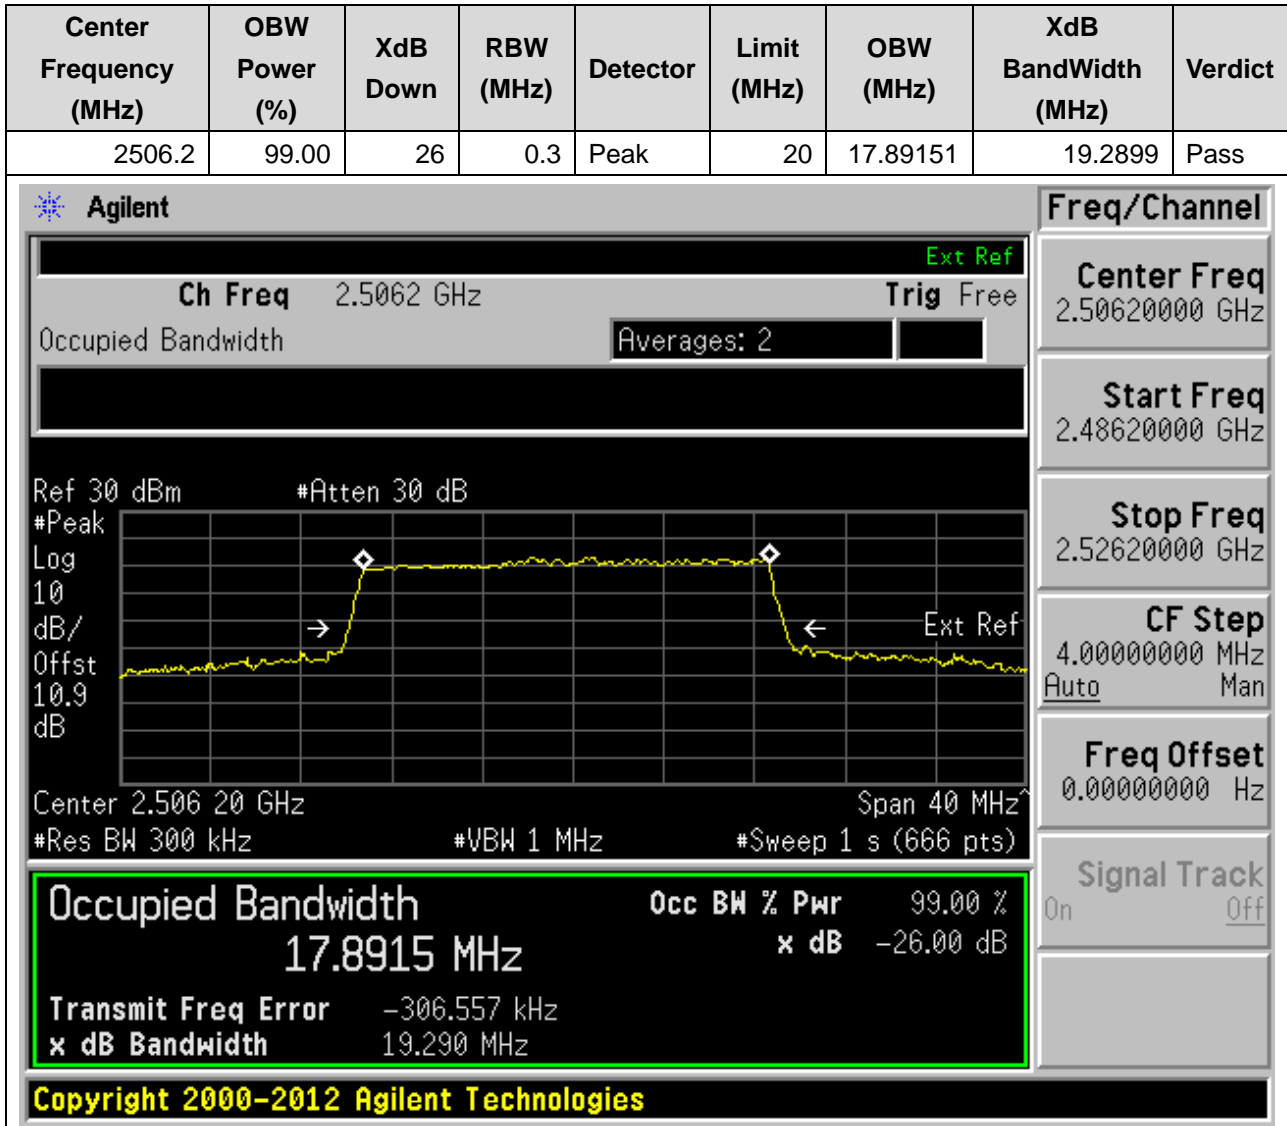 Center Frequency (MHz) OBW Power (%) XdB Down RBW (MHz) Detector Limit (MHz) OBW (MHz) XdB BandWidth (MHz) Verdict
2506.2 99.00 26 0.3 Peak 20 17.89151 19.2899 Pass
Agilent
Freq/Channel
Ext Ref
Ch Freq 2.5062 GHz Trig Free
Occupied Bandwidth Averages: 2
Ref 30 dBm #Atten 30 dB
#Peak
Log
10
dB/
Offst
10.9
dB
Ext Ref
Center 2.506 20 GHz Span 40 MHz^
#Res BW 300 kHz #VBW 1 MHz #Sweep 1 s (666 pts)
Occupied Bandwidth Occ BW % Pwr 99.00 %
17.8915 MHz x dB -26.00 dB
Transmit Freq Error -306.557 kHz
x dB Bandwidth 19.290 MHz
Copyright 2000-2012 Agilent Technologies
Center Freq
2.50620000 GHz
Start Freq
2.48620000 GHz
Stop Freq
2.52620000 GHz
CF Step
4.00000000 MHz
Auto Man
Freq Offset
0.00000000 Hz
Signal Track
On Off